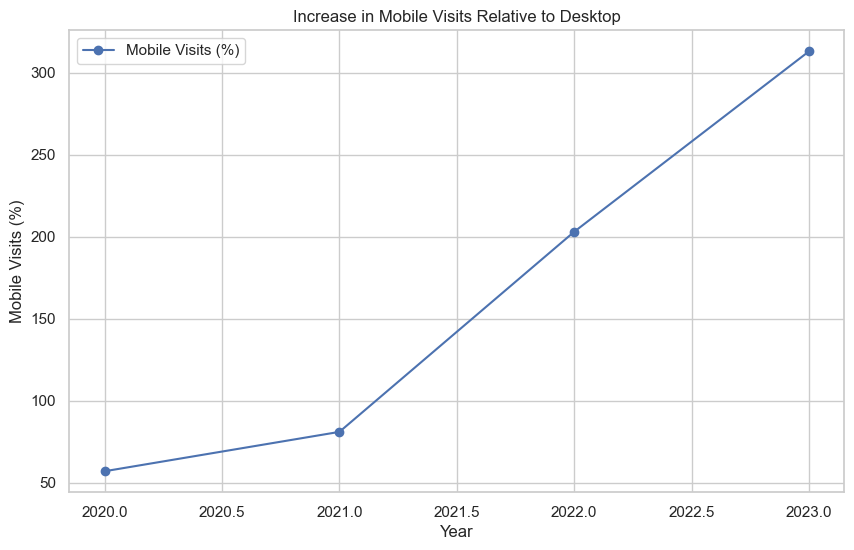 Increase in Mobile Visits Relative to Desktop
Mobile Visits (%)
300
250
200
150
100
50
Mobile Visits (%)
2020.0 2020.5 2021.0 2021.5 2022.0 2022.5 2023.0
Year